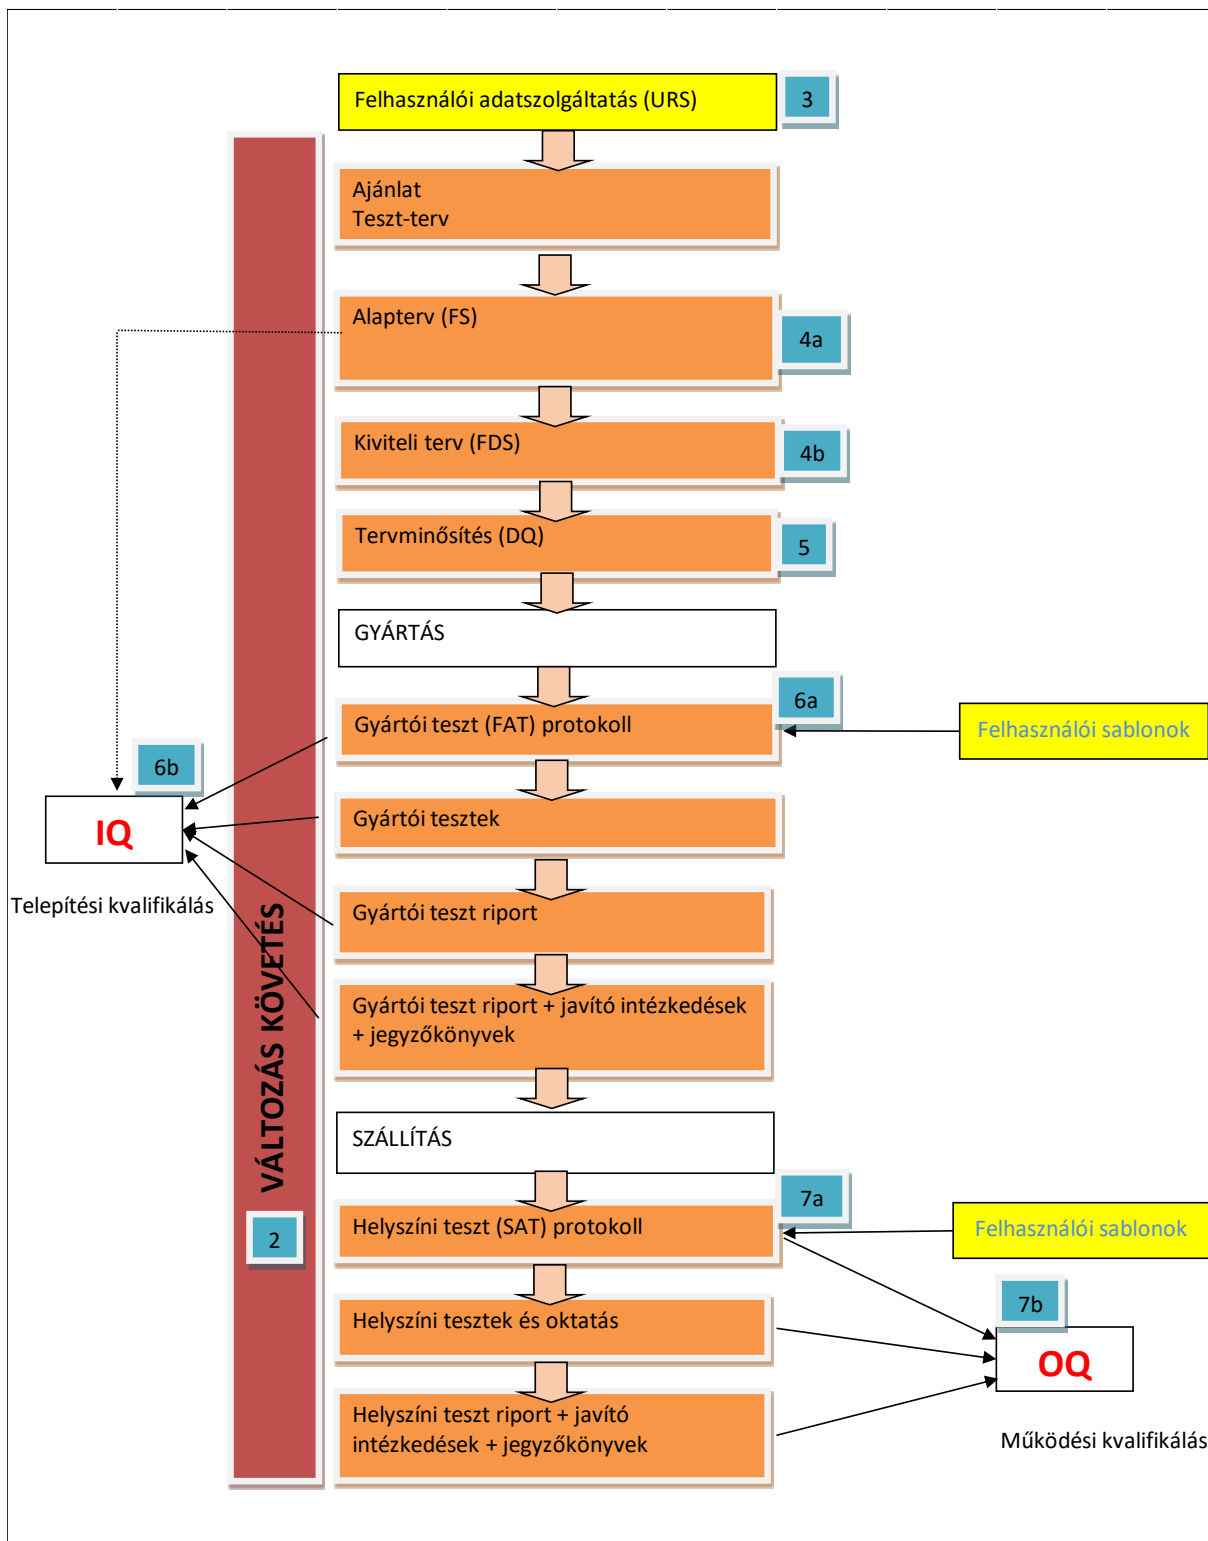 Felhasználói adatszolgáltatás (URS)
3
Ajánlat
Teszt-terv
Alapterv (FS)
4a
Kiviteli terv (FDS)
4b
Tervminősítés (DQ)
5
GYÁRTÁS
6a
Gyártói teszt (FAT) protokoll
Felhasználói sablonok
6b
IQ
Telepítési kvalifikálás
Gyártói tesztek
Gyártói teszt riport
Gyártói teszt riport + javító intézkedések
+ jegyzőkönyvek
VÁLTOZÁS KÖVETÉS
2
SZÁLLÍTÁS
7a
Helyszíni teszt (SAT) protokoll
Felhasználói sablonok
Helyszíni tesztek és oktatás
7b
OQ
Működési kvalifikálás
Helyszíni teszt riport + javító
intézkedések + jegyzőkönyvek